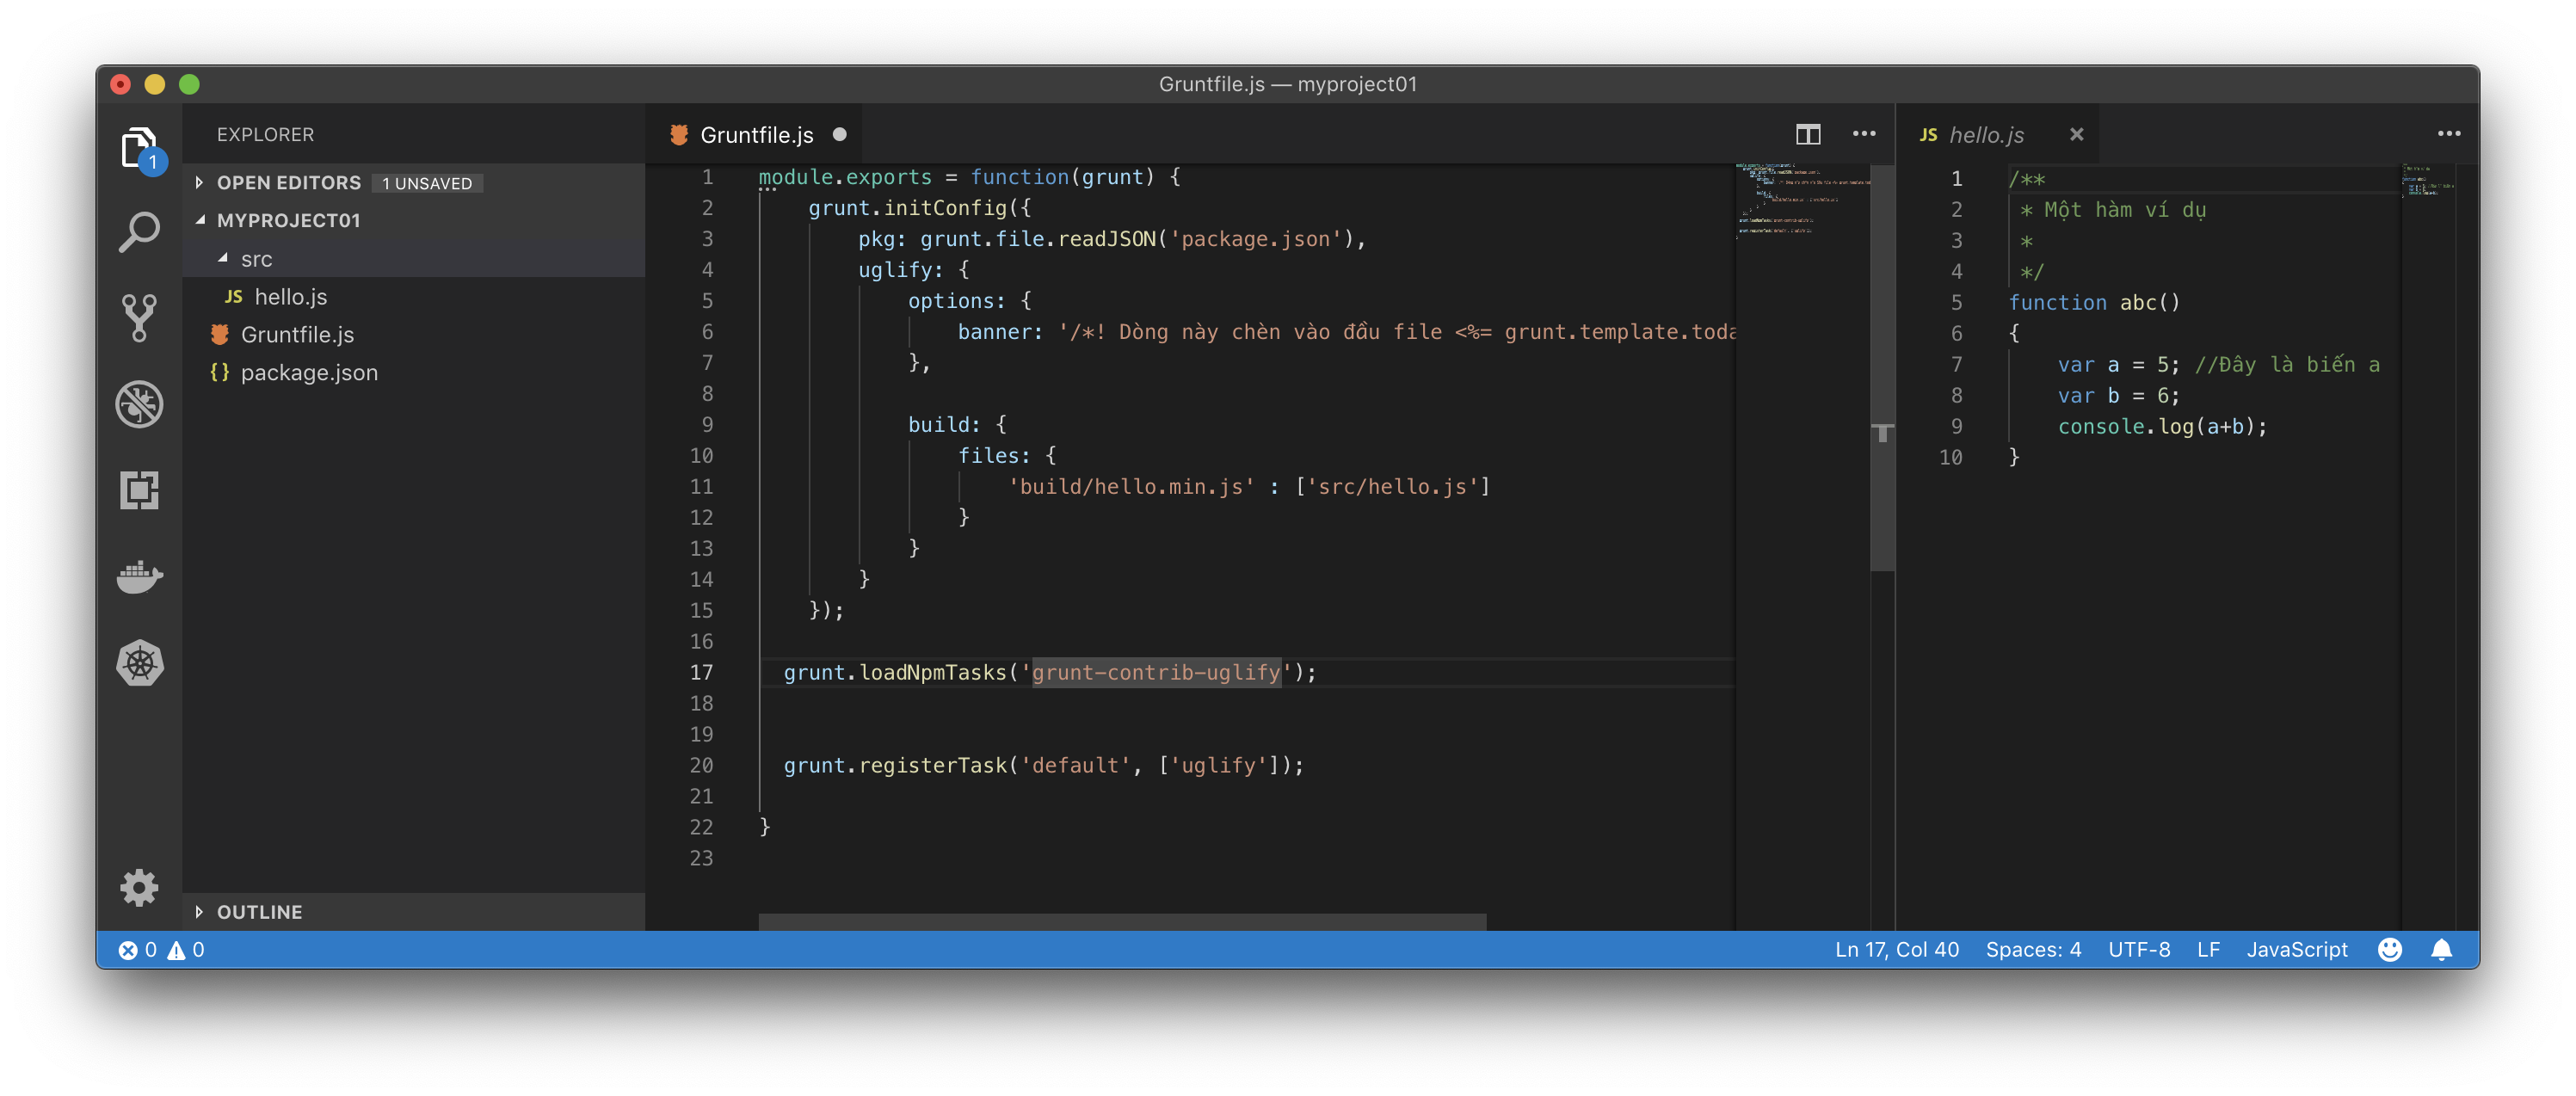 Gruntfile.js — myproject01
EXPLORER
OPEN EDITORS 1 UNSAVED
MYPROJECT01
src
JS hello.js
Gruntfile.js
{} package.json
OUTLINE
1
Gruntfile.js
1 module.exports = function(grunt) {
2 grunt.initConfig({
3 pkg: grunt.file.readJSON('package.json'),
4 uglify: {
5 options: {
6 banner: '/*! Dòng này chèn vào đầu file <%= grunt.template.toda
7 },
8
9 build: {
10 files: {
11 'build/hello.min.js' : ['src/hello.js']
12 }
13 }
14 }
15 });
16
17 grunt.loadNpmTasks('grunt-contrib-uglify');
18
19
20 grunt.registerTask('default', ['uglify']);
21
22 }
23
JS hello.js
1 /**
2 * Một hàm ví dụ
3 *
4 */
5 function abc()
6 {
7 var a = 5; //Đây là biến a
8 var b = 6;
9 console.log(a+b);
10 }
0 0
Ln 17, Col 40 Spaces: 4 UTF-8 LF JavaScript